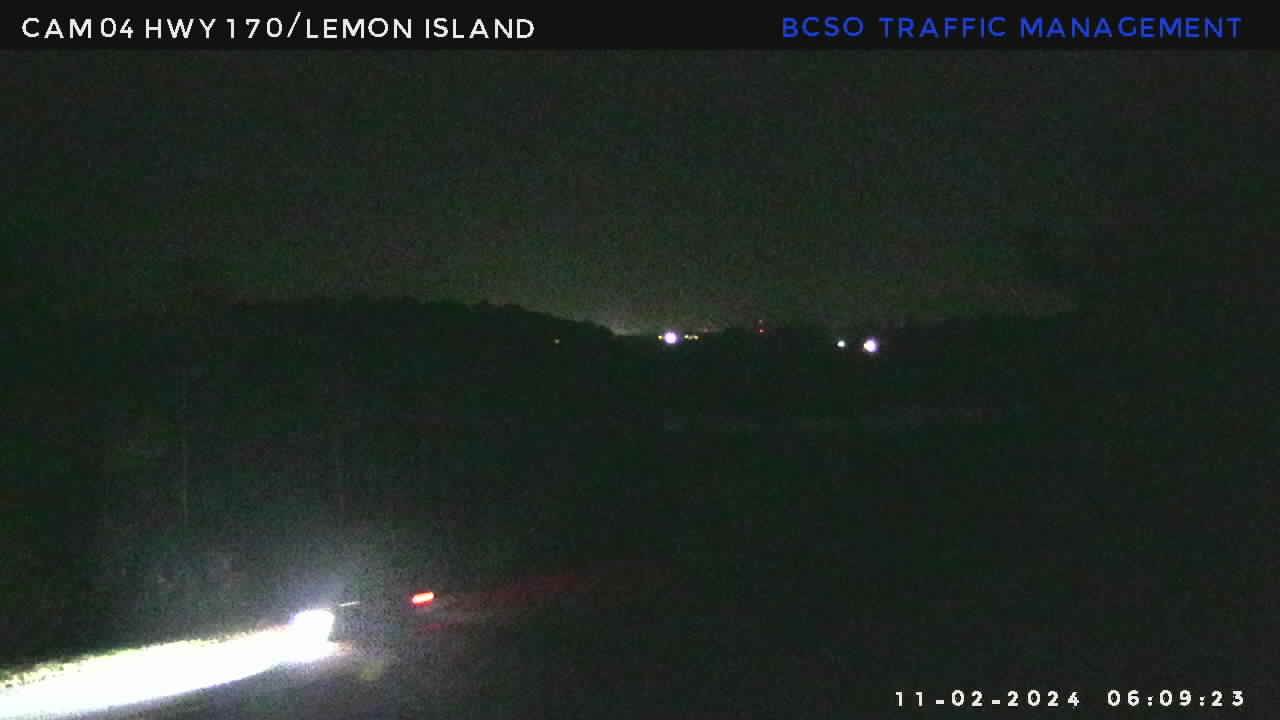 CAM04 HWY 170/LEMON ISLAND
BCSO TRAFFIC MANAGEMENT
11-02-2024 06:09:23